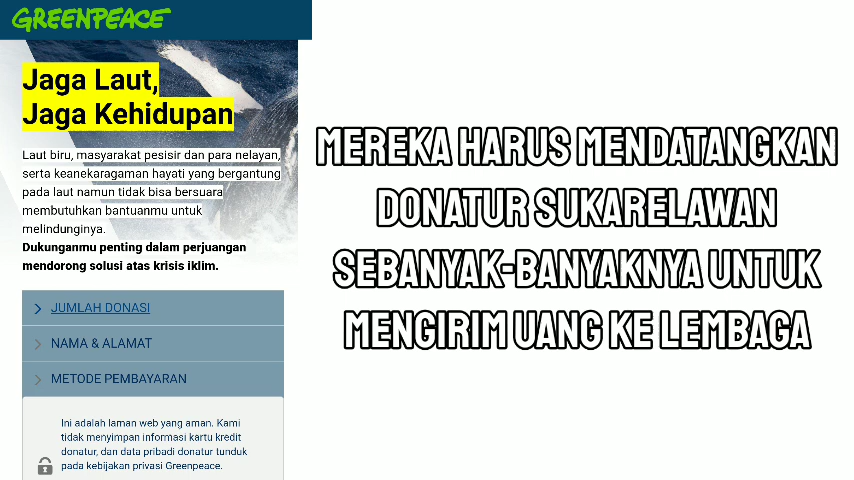 GREENPEACE
Jaga Laut,
Jaga Kehidupan
Laut biru, masyarakat pesisir dan para nelayan,
serta keanekaragaman hayati yang bergantung
pada laut namun tidak bisa bersuara
membutuhkan bantuanmu untuk
melindunginya.
Dukunganmu penting dalam perjuangan
mendorong solusi atas krisis iklim.
JUMLAH DONASI
NAMA & ALAMAT
METODE PEMBAYARAN
Ini adalah laman web yang aman. Kami
tidak menyimpan informasi kartu kredit
donatur, dan data pribadi donatur tunduk
pada kebijakan privasi Greenpeace.
MEREKA HARUS MENDATANGKAN
DONATUR SUKARELAWAN
SEBANYAK-BANYAKNYA UNTUK
MENGIRIM UANG KE LEMBAGA